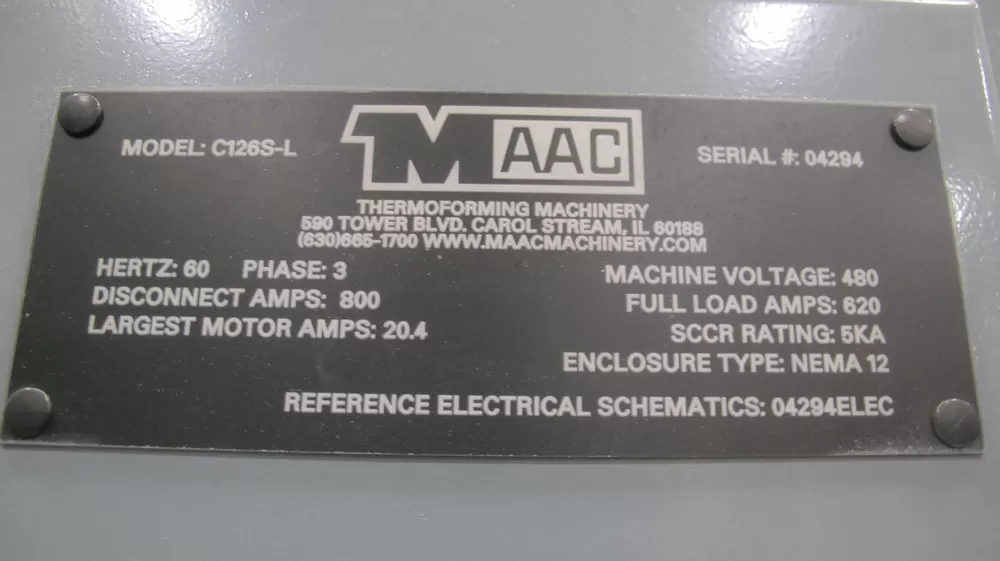 MAAC
MODEL: C126S-L
SERIAL #: 04294
THERMOFORMING MACHINERY
590 TOWER BLVD. CAROL STREAM, IL 60188
(630)665-1700 WWW.MAACMACHINERY.COM
HERTZ: 60 PHASE: 3
MACHINE VOLTAGE: 480
DISCONNECT AMPS: 800
FULL LOAD AMPS: 620
LARGEST MOTOR AMPS: 20.4
SCCR RATING: 5KA
ENCLOSURE TYPE: NEMA 12
REFERENCE ELECTRICAL SCHEMATICS: 04294ELEC